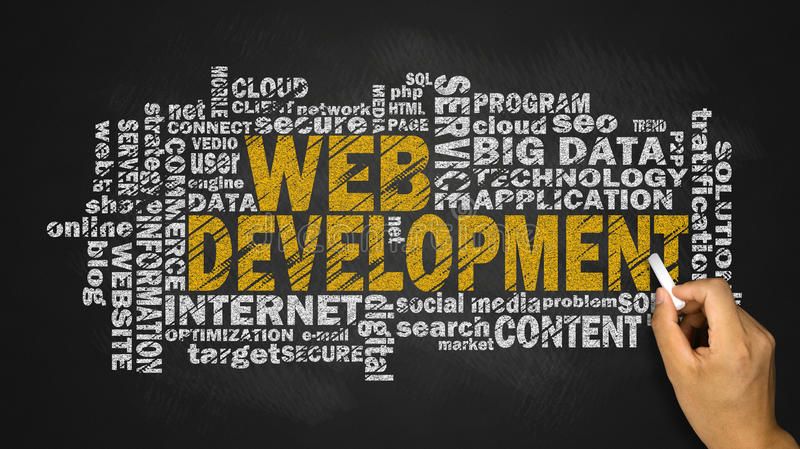 MOBILE
CLOUD
CLIENT
network
net
CONNECT
secure
VEDIO
user
engine
DATA
MEDIA
SQL
php
HTML
PAGE
SERVICE
PROGRAM
cloud seo
TREND
BIG DATA
TECHNOLOGY
APPLICATION
P2P
SOLUTION
web
SERVER
strategy
COMMERCE
shop
online
blog
WEBSITE
INFORMATION
WEB
DEVELOPMENT
net
INTERNET
OPTIMIZATION
e-mail
target
SECURE
digital
social media
problem
search
market
CONTENT
dreamstime